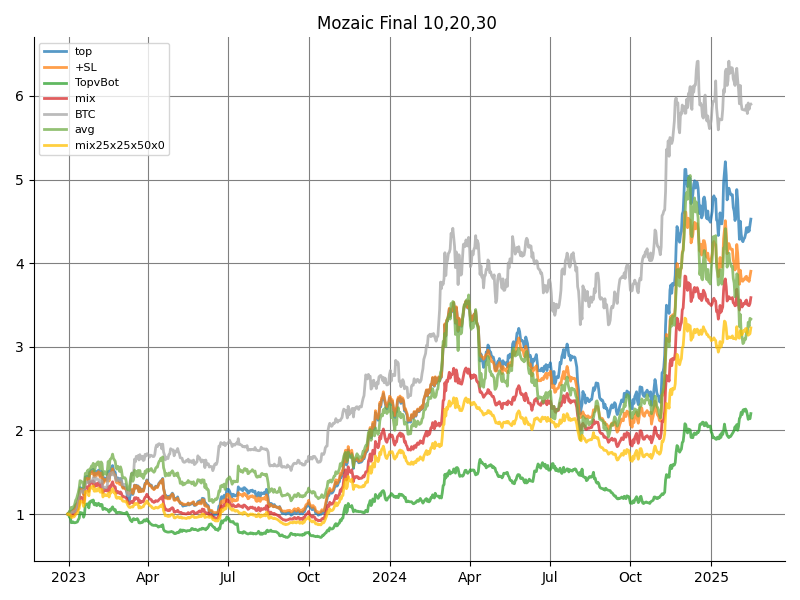 Mozaic Final 10,20,30
top
+SL
TopvBot
mix
BTC
avg
mix25x25x50x0
6
5
4
3
2
1
2023 Apr Jul Oct 2024 Apr Jul Oct 2025